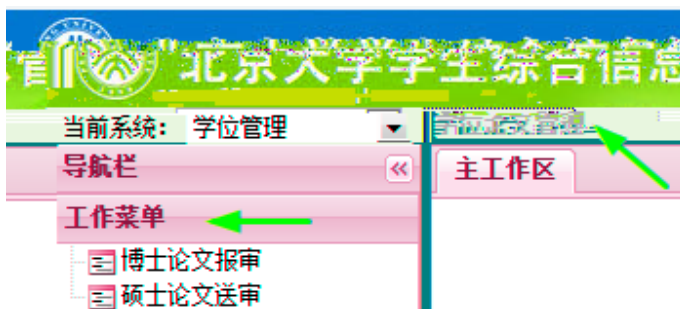 北京大学学生综合信息
当前系统： 学位管理
导航栏
主工作区
工作菜单
博士论文报审
硕士论文送审